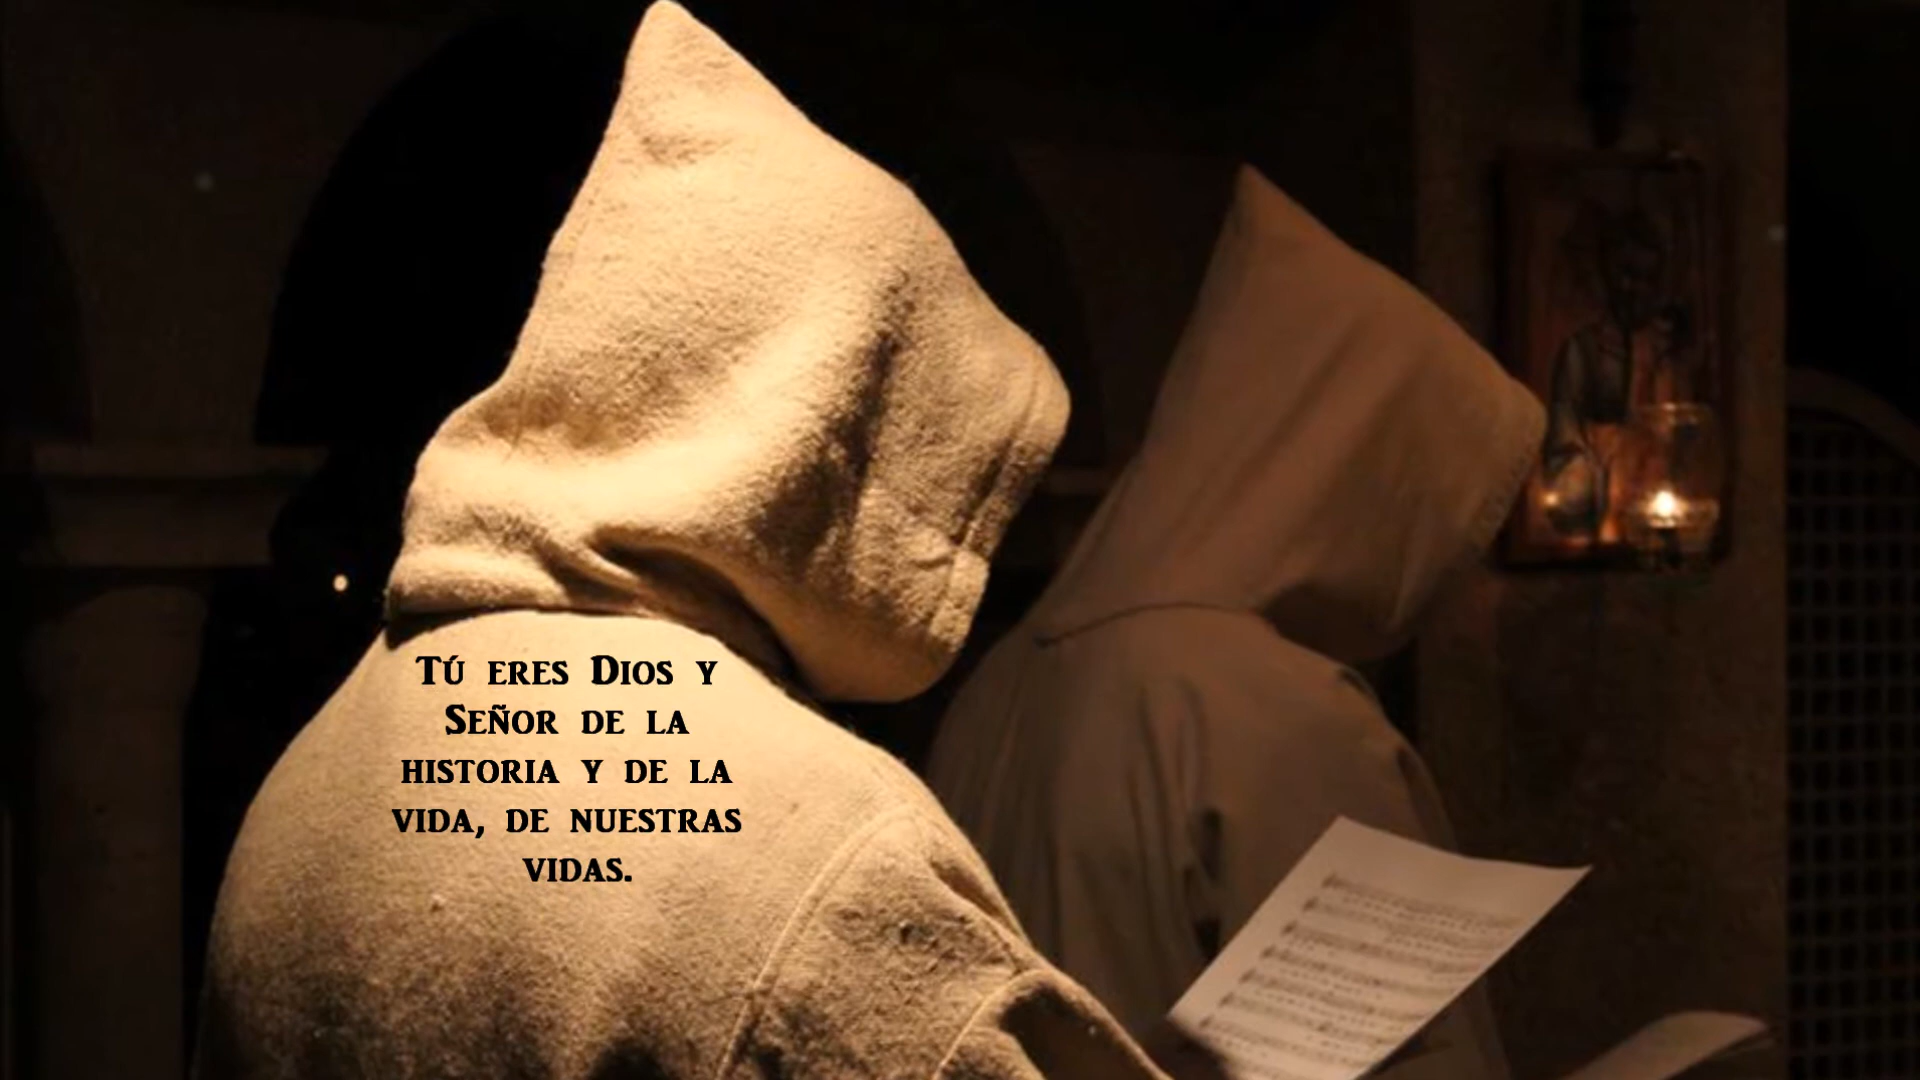 Tú eres Dios y
Señor de la
historia y de la
vida, de nuestras
vidas.